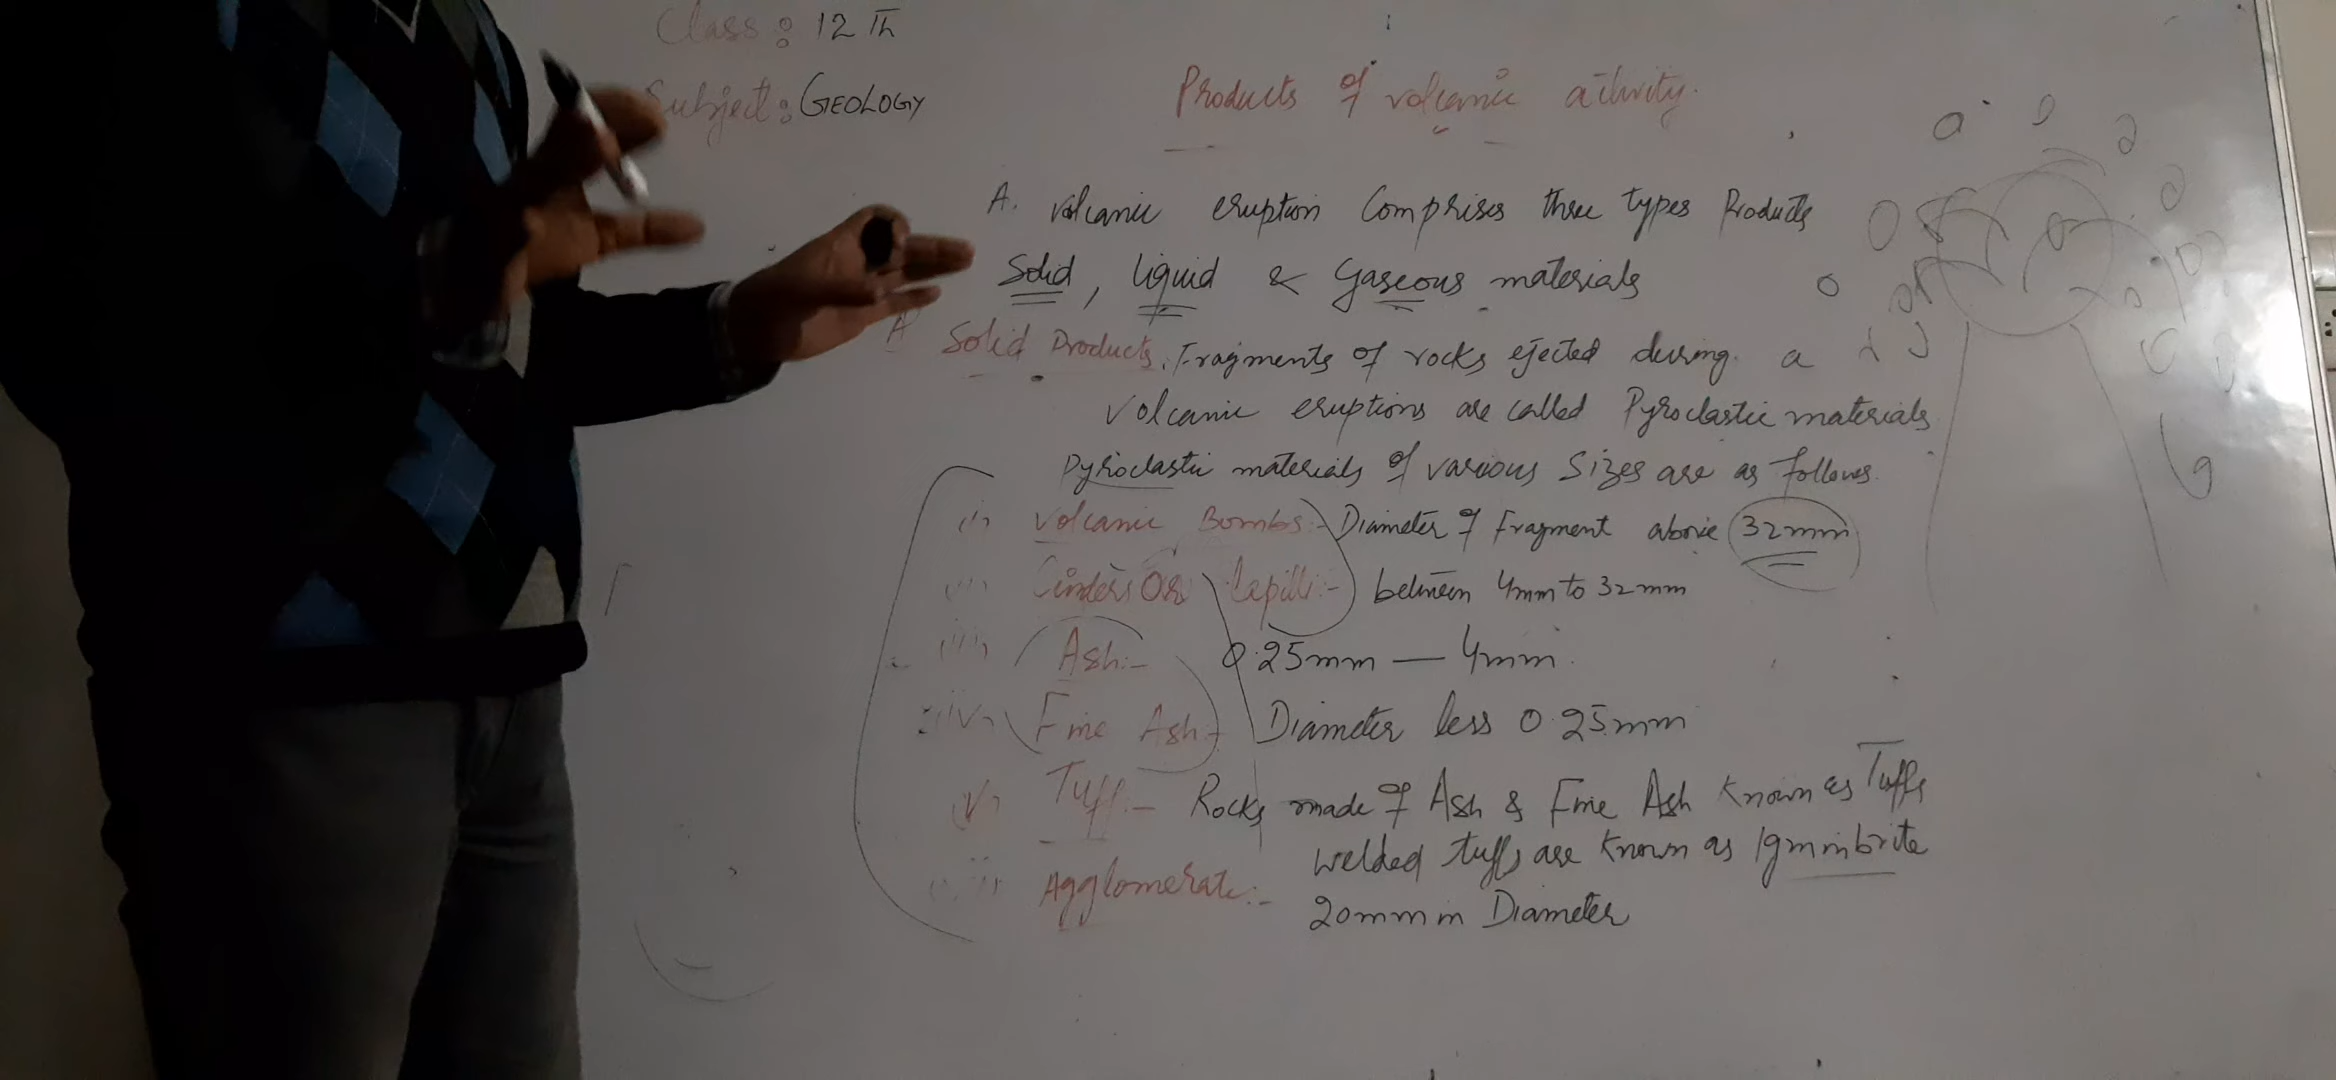 Class: 12 Th
Subject: GEOLOGY
Products of volcanic activity.
A. Volcanic eruption Comprises three types Products
Solid, liquid & Gaseous materials
A Solid Products. Fragments of rocks ejected during a
Volcanic eruptions are called Pyroclastic materials
Pyroclastic materials of various Sizes are as follows.
(i) Volcanic Bombs:- Diameter of Fragment above 32mm
(ii) Cinders Or Lapilli:- between 4mm to 32mm
(iii) Ash:- 0.25mm — 4mm.
(iv) Fine Ash:- Diameter less 0.25mm
(v) Tuff:- Rocks made of Ash & Fine Ash Known as Tuffs
welded tuffs are Known as Ignimbrite
Agglomerate:- 20mm in Diameter